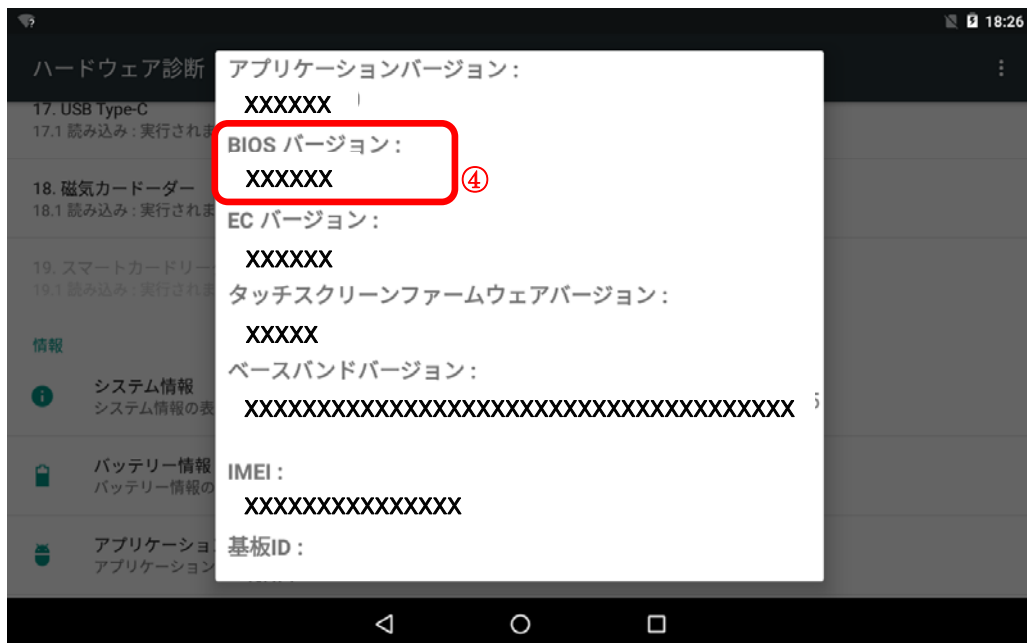 18:26
ハードウェア診断
17. USB Type-C
17.1 読み込み : 実行されま
18. 磁気カードーダー
18.1 読み込み : 実行されま
19. スマートカードリー
19.1 読み込み : 実行されま
情報
システム情報
システム情報の表
バッテリー情報
バッテリー情報の
アプリケーショ
アプリケーション
アプリケーションバージョン :
XXXXXX
BIOS バージョン :
XXXXXX
④
EC バージョン :
XXXXXX
タッチスクリーンファームウェアバージョン :
XXXXX
ベースバンドバージョン :
XXXXXXXXXXXXXXXXXXXXXXXXXXXXXXXXXXXXXX
IMEI :
XXXXXXXXXXXXXXX
基板ID :